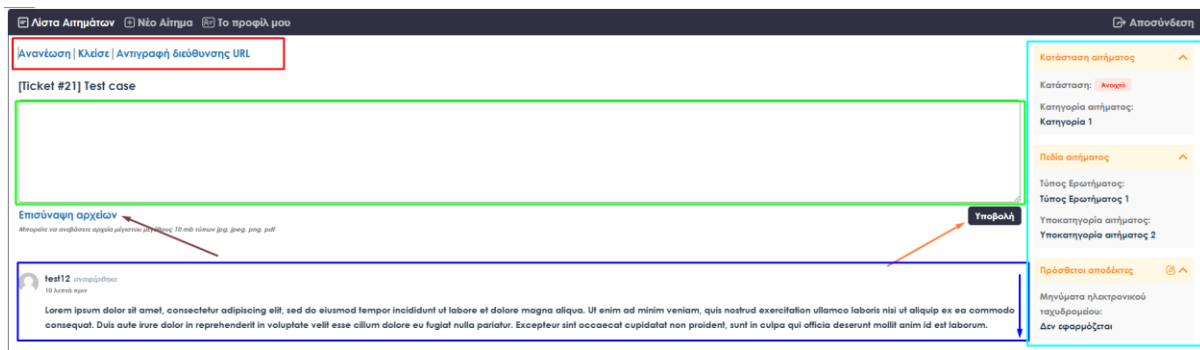 Λίστα Αιτημάτων Νέο Αίτημα Το προφίλ μου Αποσύνδεση
Ανανέωση | Κλείσε | Αντιγραφή διεύθυνσης URL
[Ticket #21] Test case
Επισύναψη αρχείων
Υποβολή
Μπορείτε να ανεβάσετε αρχεία μέγιστου μεγέθους 10 mb τύπων jpg, jpeg, png, pdf
test12 αναφέρθηκε
10 λεπτά πριν
Lorem ipsum dolor sit amet, consectetur adipiscing elit, sed do eiusmod tempor incididunt ut labore et dolore magna aliqua. Ut enim ad minim veniam, quis nostrud exercitation ullamco laboris nisi ut aliquip ex ea commodo
consequat. Duis aute irure dolor in reprehenderit in voluptate velit esse cillum dolore eu fugiat nulla pariatur. Excepteur sint occaecat cupidatat non proident, sunt in culpa qui officia deserunt mollit anim id est laborum.
Κατάσταση αιτήματος
Κατάσταση: Ανοιχτό
Κατηγορία αιτήματος:
Κατηγορία 1
Πεδία αιτήματος
Τύπος Ερωτήματος:
Τύπος Ερωτήματος 1
Υποκατηγορία αιτήματος:
Υποκατηγορία αιτήματος 2
Πρόσθετοι αποδέκτες
Μηνύματα ηλεκτρονικού
ταχυδρομείου:
Δεν εφαρμόζεται